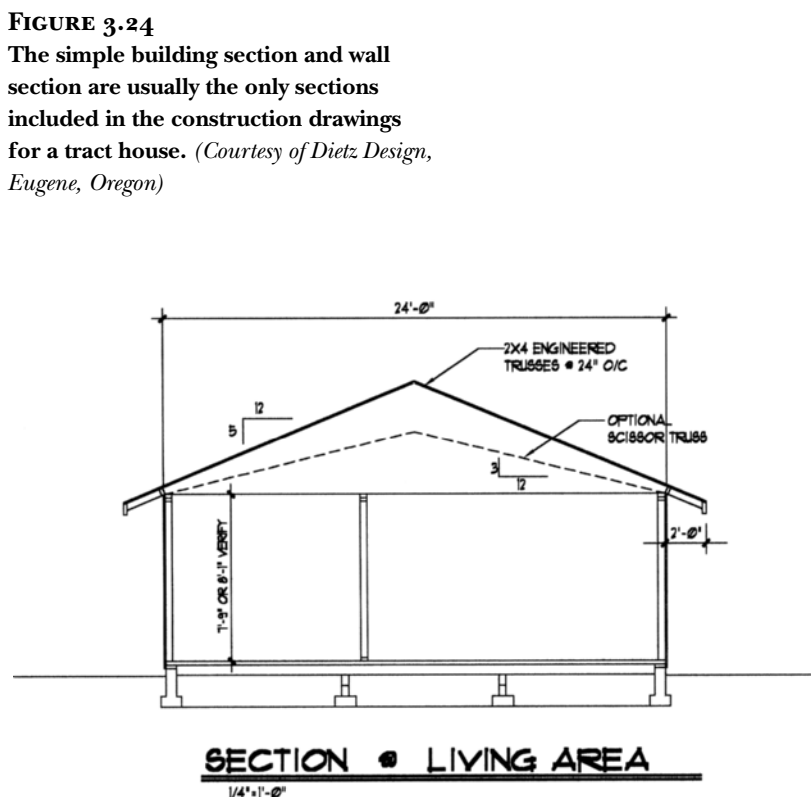 FIGURE 3.24
The simple building section and wall
section are usually the only sections
included in the construction drawings
for a tract house. (Courtesy of Dietz Design,
Eugene, Oregon)
24'-0"
2X4 ENGINEERED
TRUSSES @ 24" O/C
12
5
OPTIONAL
SCISSOR TRUSS
3
12
7'-9" OR 8'-1" VERIFY
2'-0"
SECTION @ LIVING AREA
1/4"=1'-0"